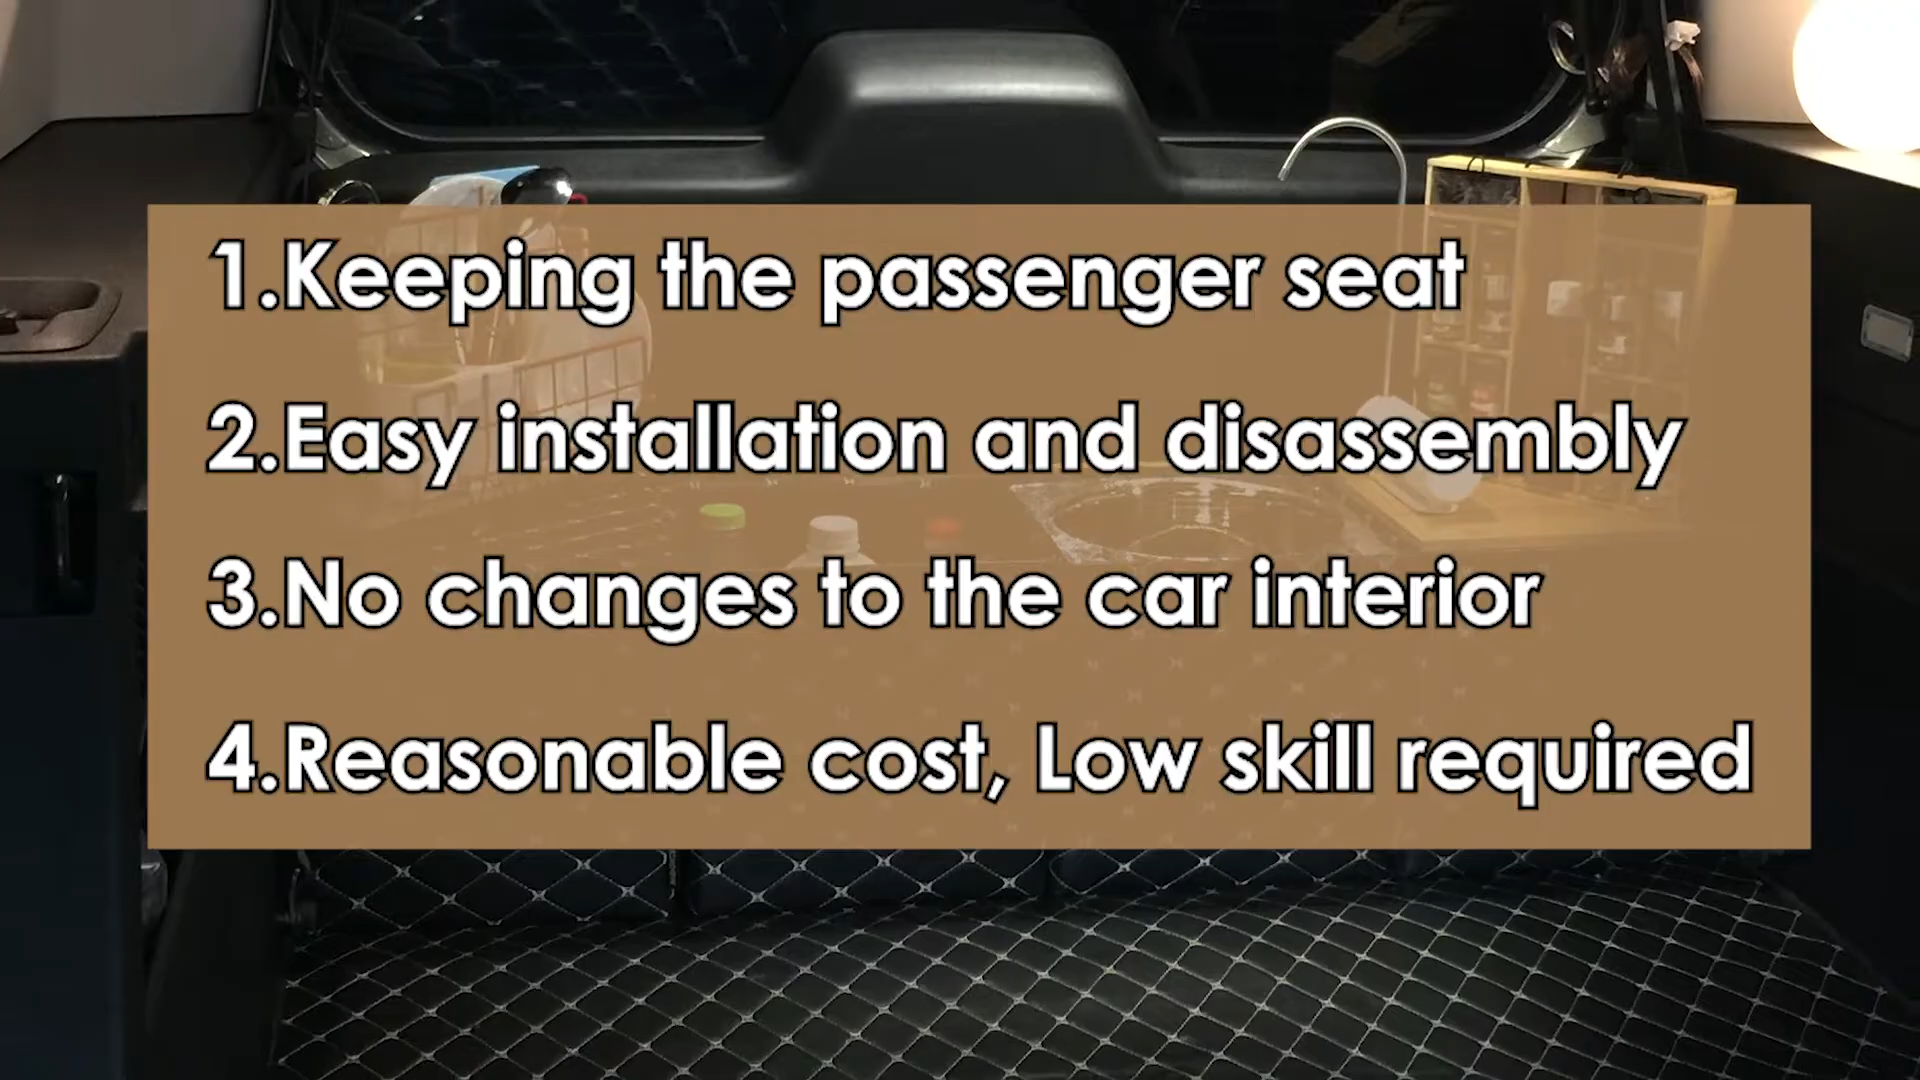 1.Keeping the passenger seat
2.Easy installation and disassembly
3.No changes to the car interior
4.Reasonable cost, Low skill required